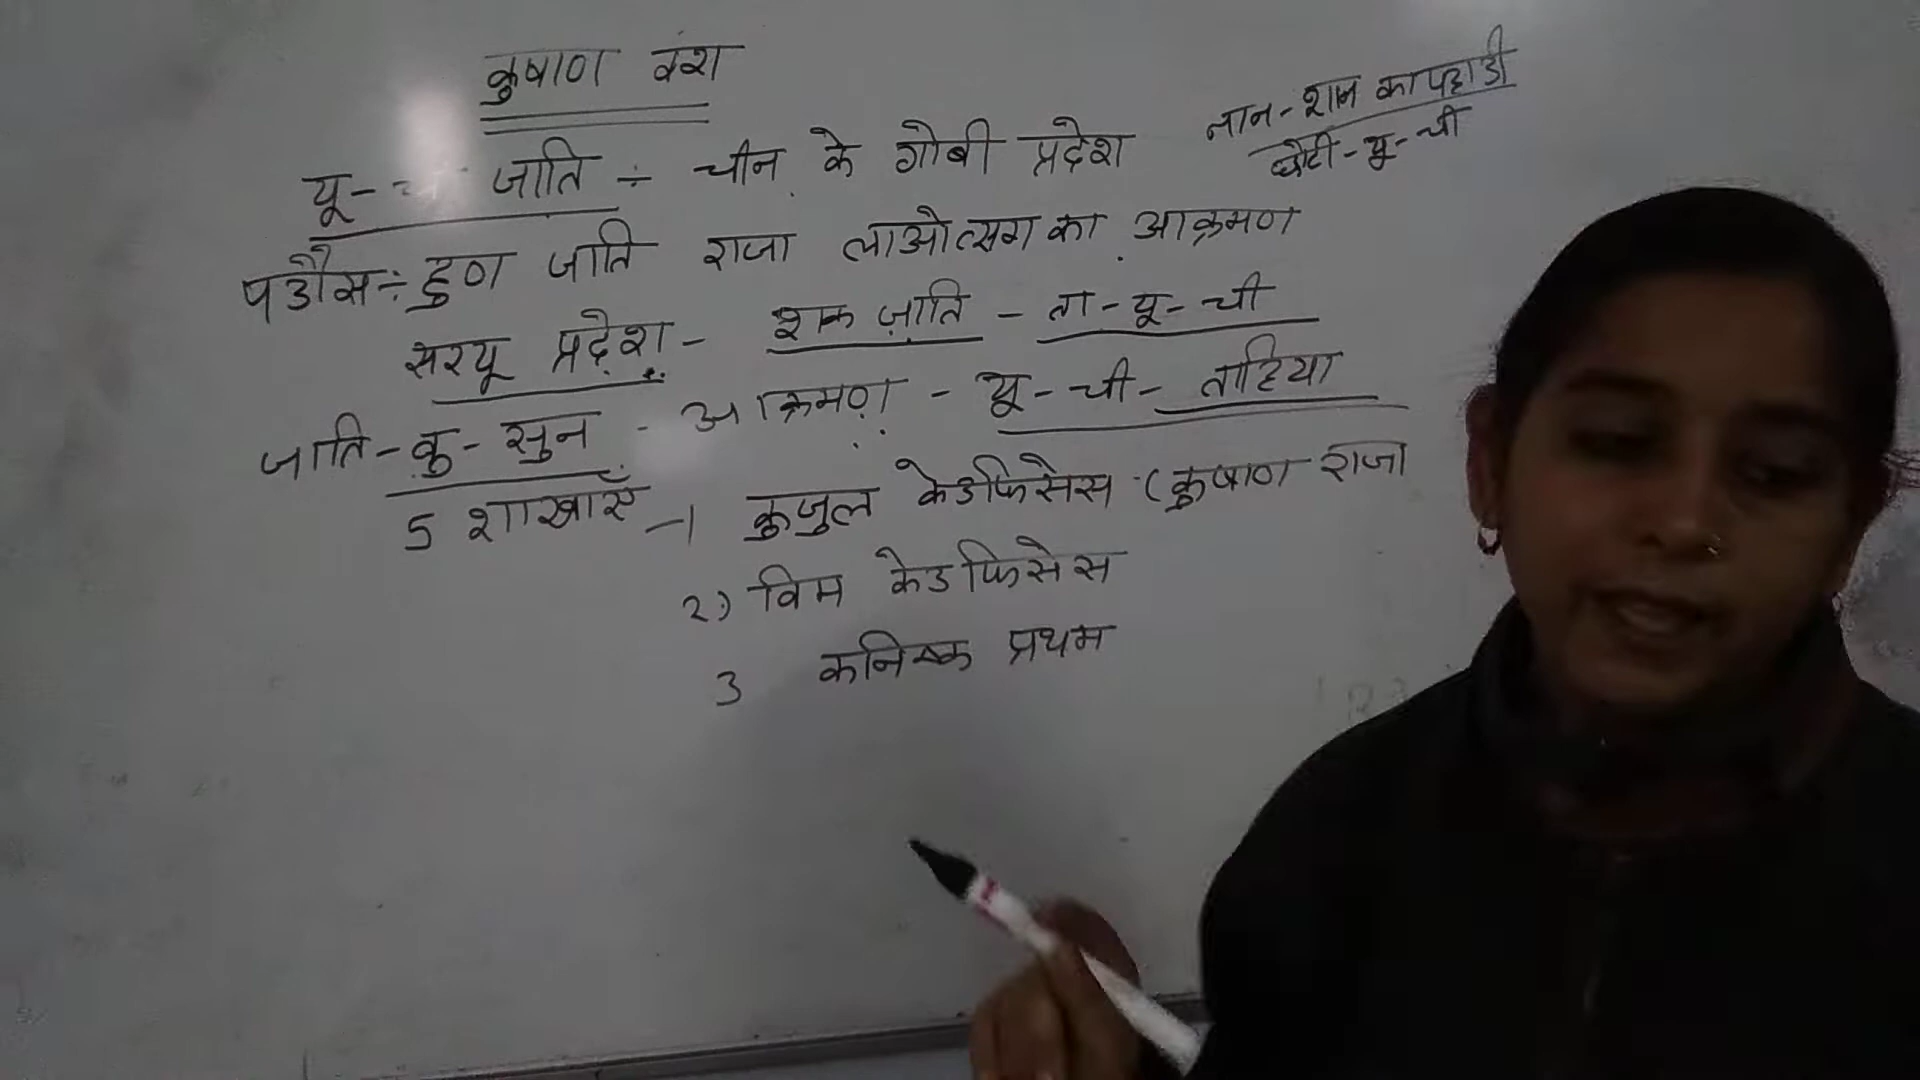 कुषाण वंश
नान-शान का पहाडी
छोटी-यू-ची
यू- जाति ÷ चीन के गोबी प्रदेश
पडौस÷ हुण जाति राजा लाओत्सग का आक्रमण
सरयू प्रदेश- शक जाति - ता-यू-ची
जाति-कु-सुन - आक्रमण - यू-ची- ताहिया
5 शाखाएँ -1 कुजुल केडफिसेस (कुषाण राजा
2) विम केडफिसेस
3 कनिष्क प्रथम